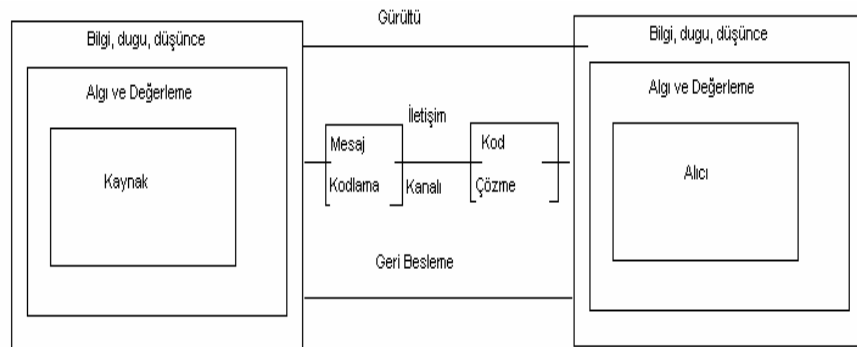 Gürültü
Bilgi, dugu, düşünce
Algı ve Değerleme
Kaynak
İletişim
Mesaj
Kodlama
Kanalı
Kod
Çözme
Geri Besleme
Bilgi, dugu, düşünce
Algı ve Değerleme
Alıcı